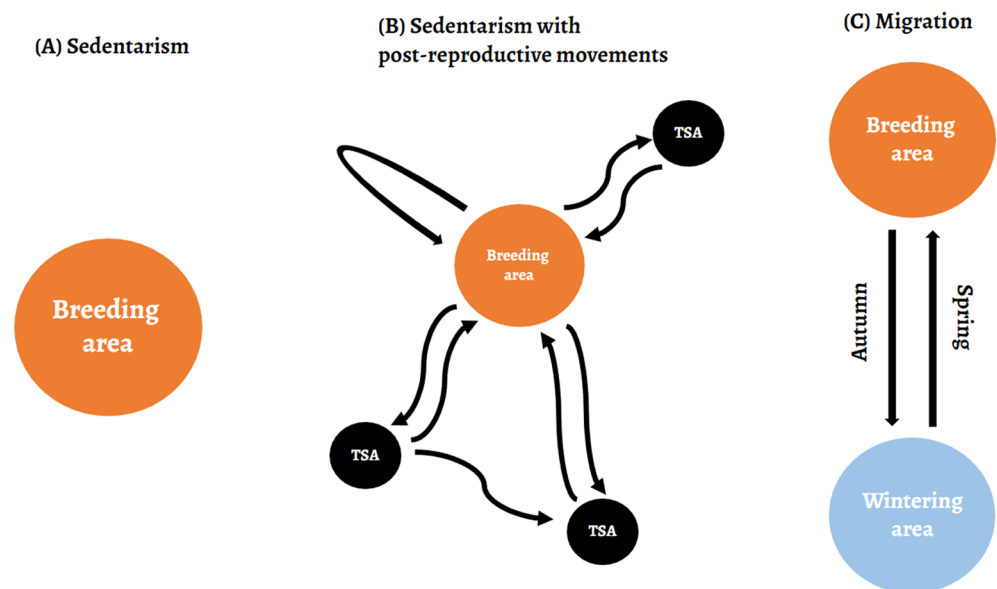 (A) Sedentarism
Breeding
area
(B) Sedentarism with
post-reproductive movements
TSA
Breeding
area
TSA
TSA
(C) Migration
Breeding
area
Autumn
Spring
Wintering
area